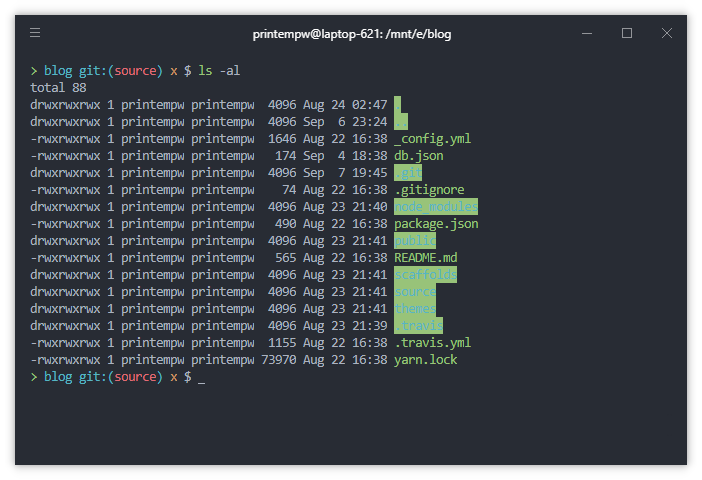 printempw@laptop-621: /mnt/e/blog
> blog git:(source) x $ ls -al
total 88
drwxrwxrwx 1 printempw printempw  4096 Aug 24 02:47 .
drwxrwxrwx 1 printempw printempw  4096 Sep  6 23:24 ..
-rwxrwxrwx 1 printempw printempw  1646 Aug 22 16:38 _config.yml
-rwxrwxrwx 1 printempw printempw   174 Sep  4 18:38 db.json
drwxrwxrwx 1 printempw printempw  4096 Sep  7 19:45 .git
-rwxrwxrwx 1 printempw printempw    74 Aug 22 16:38 .gitignore
drwxrwxrwx 1 printempw printempw  4096 Aug 23 21:40 node_modules
-rwxrwxrwx 1 printempw printempw   490 Aug 22 16:38 package.json
drwxrwxrwx 1 printempw printempw  4096 Aug 23 21:41 public
-rwxrwxrwx 1 printempw printempw   565 Aug 22 16:38 README.md
drwxrwxrwx 1 printempw printempw  4096 Aug 23 21:41 scaffolds
drwxrwxrwx 1 printempw printempw  4096 Aug 23 21:41 source
drwxrwxrwx 1 printempw printempw  4096 Aug 23 21:41 themes
drwxrwxrwx 1 printempw printempw  4096 Aug 23 21:39 .travis
-rwxrwxrwx 1 printempw printempw  1155 Aug 22 16:38 .travis.yml
-rwxrwxrwx 1 printempw printempw 73970 Aug 22 16:38 yarn.lock
> blog git:(source) x $ _